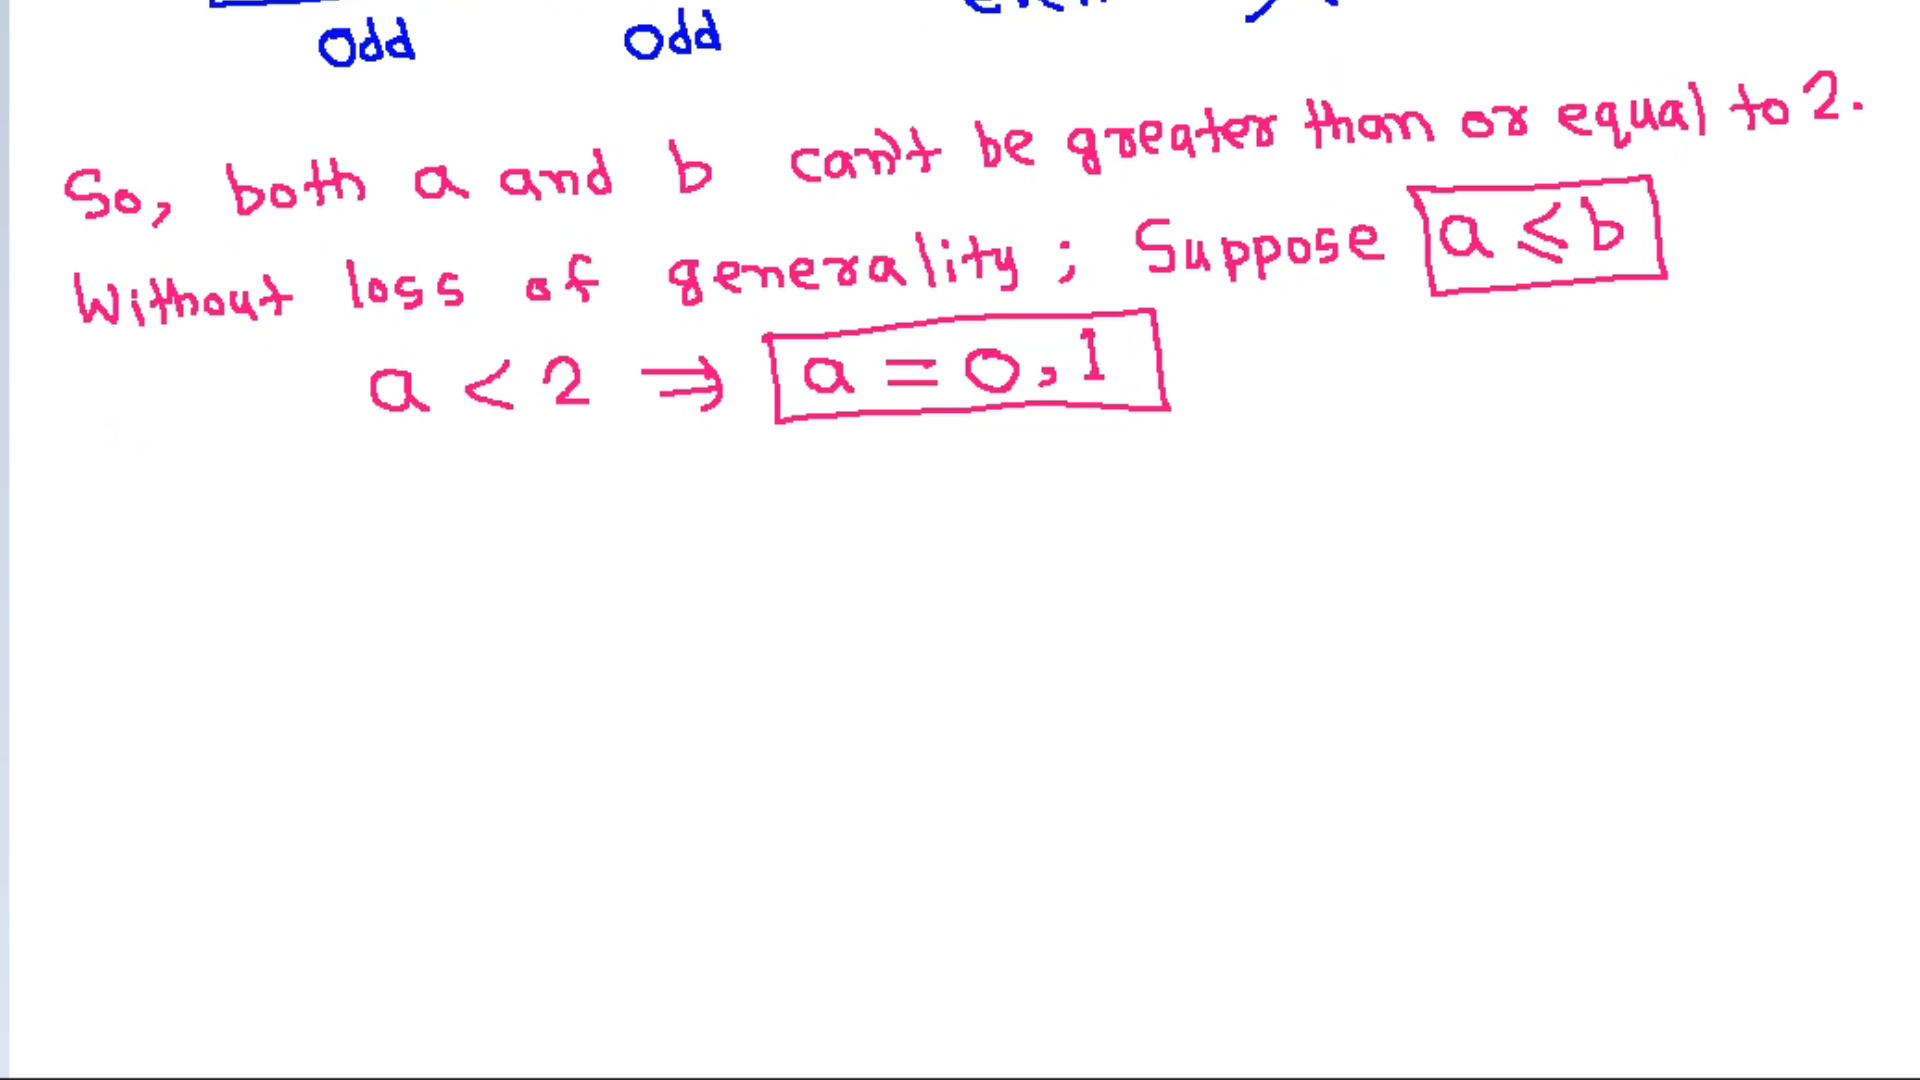 Odd Odd
So, both a and b can't be greater than or equal to 2.
Without loss of generality; Suppose a ⩽ b
a < 2 ⇒ a = 0, 1